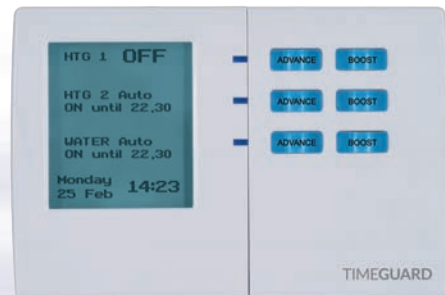 HTG 1 OFF
ADVANCE BOOST
HTG 2 Auto
ON until 22,30
ADVANCE BOOST
WATER Auto
ON until 22,30
ADVANCE BOOST
Monday
25 Feb 14:23
TIMEGUARD